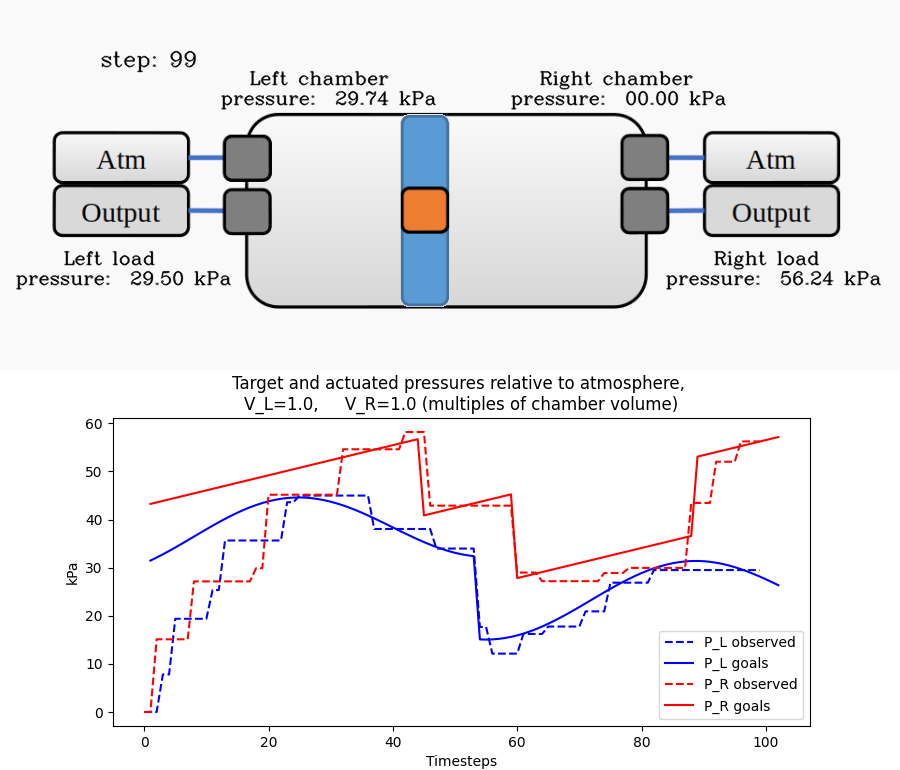 step: 99
Left chamber
pressure: 29.74 kPa
Right chamber
pressure: 00.00 kPa
Atm
Output
Atm
Output
Left load
pressure: 29.50 kPa
Right load
pressure: 56.24 kPa
Target and actuated pressures relative to atmosphere,
V_L=1.0, V_R=1.0 (multiples of chamber volume)
60
50
40
30
20
10
0
kPa
0 20 40 60 80 100
Timesteps
P_L observed
P_L goals
P_R observed
P_R goals